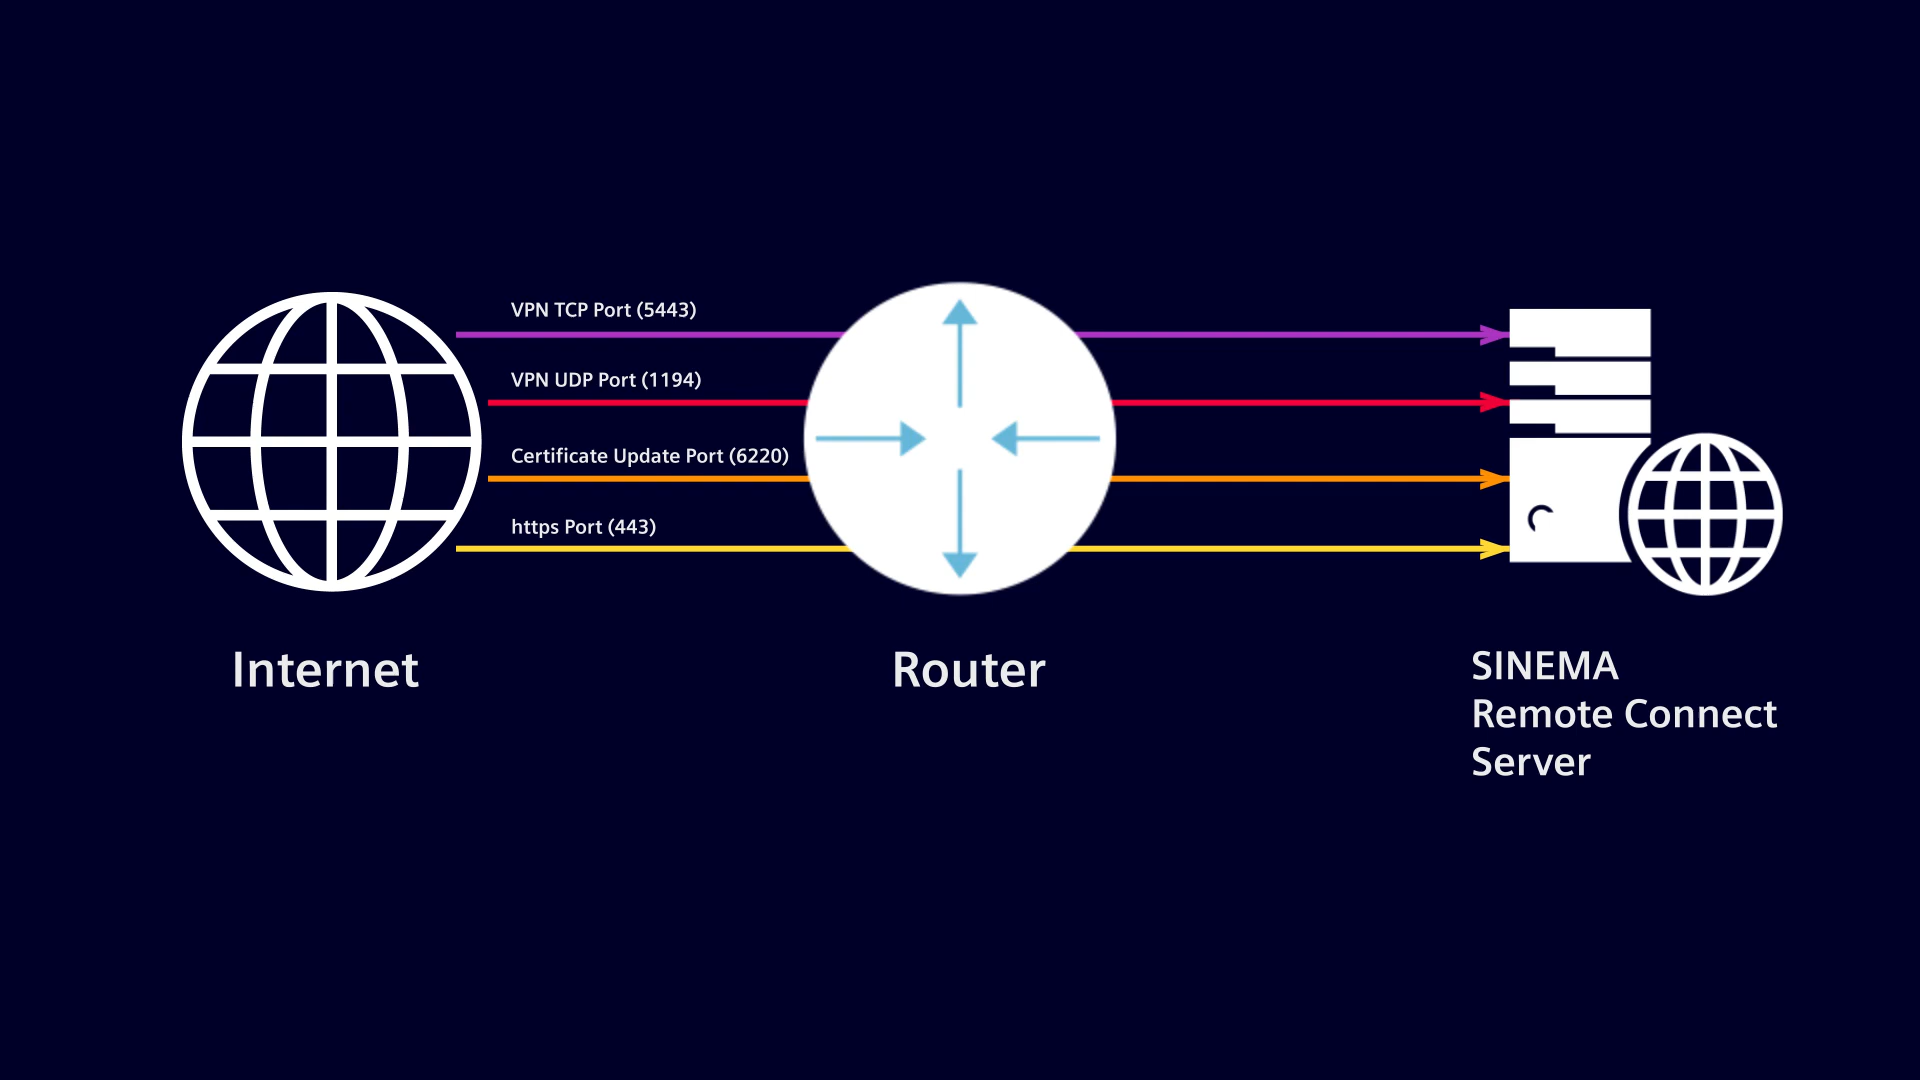 VPN TCP Port (5443)
VPN UDP Port (1194)
Certificate Update Port (6220)
https Port (443)
Internet
Router
SINEMA
Remote Connect
Server